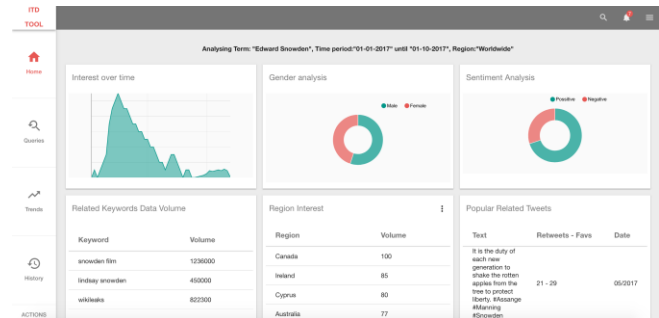 ITD
TOOL
Home
Queries
Trends
History
ACTIONS
Analysing Term: "Edward Snowden", Time period:"01-01-2017" until "01-10-2017", Region:"Worldwide"
Interest over time
Gender analysis
Male Female
Sentiment Analysis
Possitive Negative
Related Keywords Data Volume
Keyword Volume
snowden film 1236000
lindsay snowden 450000
wikileaks 822300
Region Interest
Region Volume
Canada 100
Ireland 85
Cyprus 80
Australia 77
Popular Related Tweets
Text Retweets - Favs Date
It is the duty of
each new
generation to
shake the rotten
apples from the
tree to protect
liberty. #Assange
#Manning
#Snowden
21 - 29 05/2017